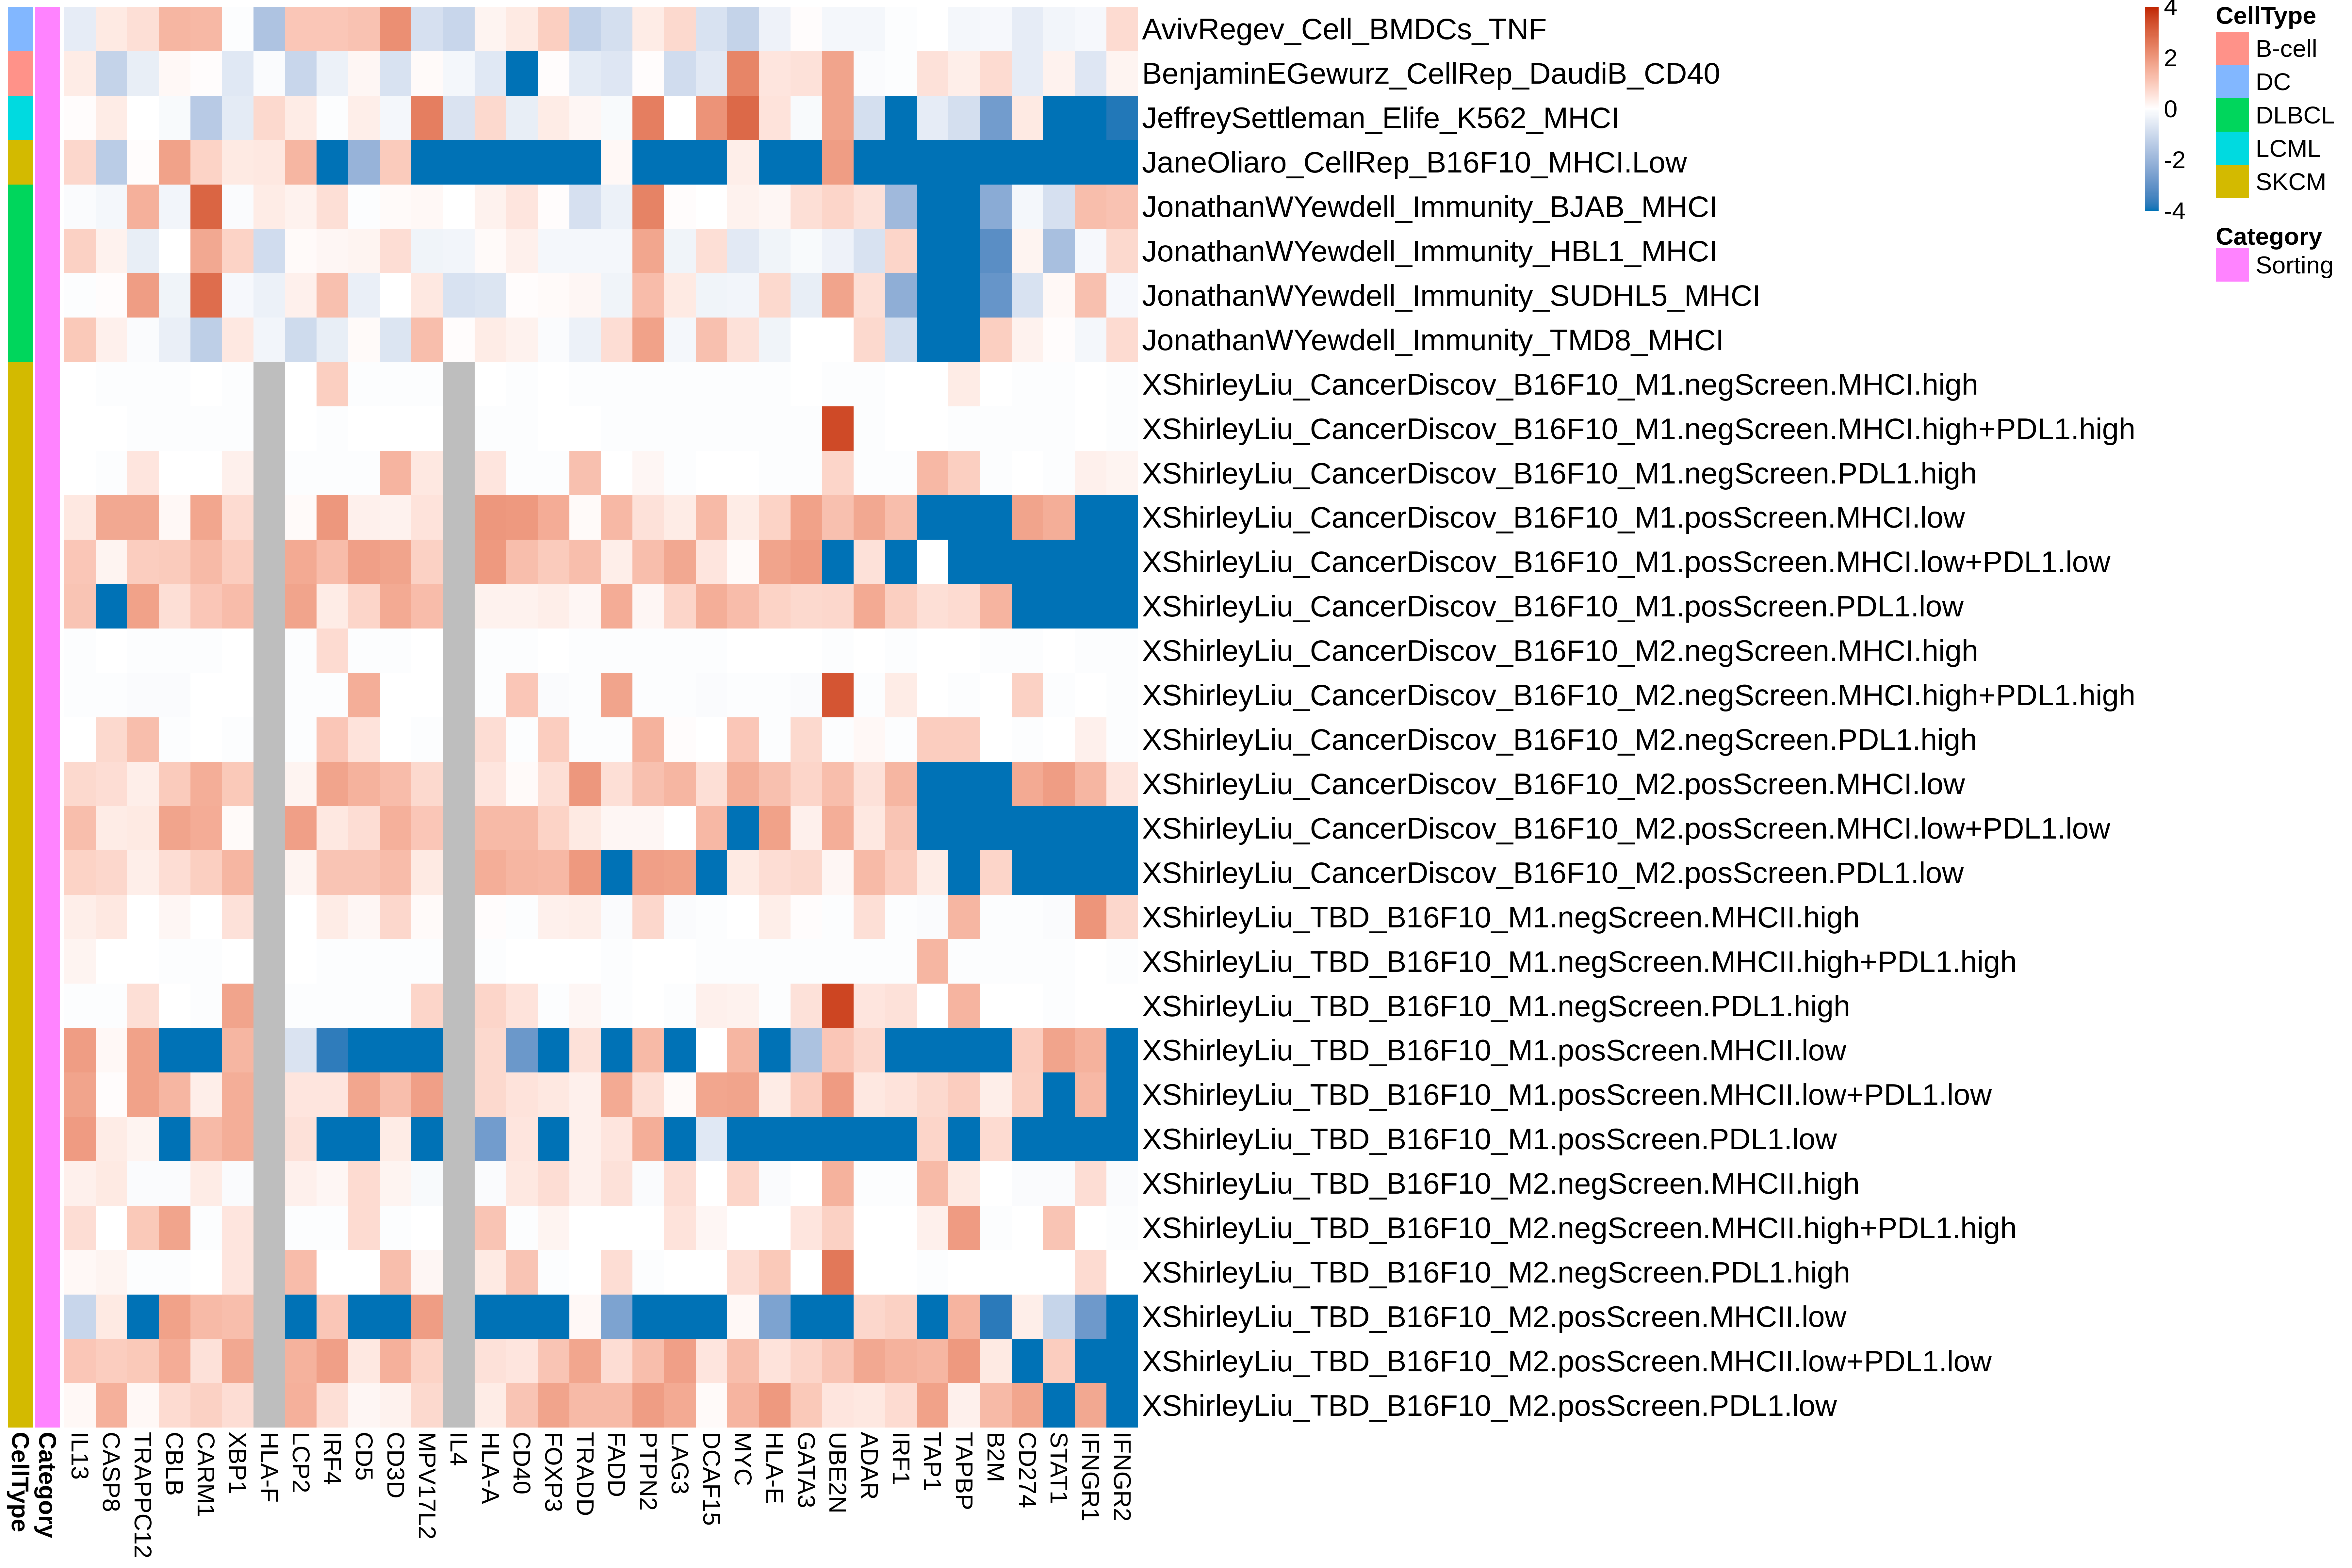 AvivRegev_Cell_BMDCs_TNF
BenjaminEGewurz_CellRep_DaudiB_CD40
JeffreySettleman_Elife_K562_MHCI
JaneOliaro_CellRep_B16F10_MHCI.Low
JonathanWYewdell_Immunity_BJAB_MHCI
JonathanWYewdell_Immunity_HBL1_MHCI
JonathanWYewdell_Immunity_SUDHL5_MHCI
JonathanWYewdell_Immunity_TMD8_MHCI
XShirleyLiu_CancerDiscov_B16F10_M1.negScreen.MHCI.high
XShirleyLiu_CancerDiscov_B16F10_M1.negScreen.MHCI.high+PDL1.high
XShirleyLiu_CancerDiscov_B16F10_M1.negScreen.PDL1.high
XShirleyLiu_CancerDiscov_B16F10_M1.posScreen.MHCI.low
XShirleyLiu_CancerDiscov_B16F10_M1.posScreen.MHCI.low+PDL1.low
XShirleyLiu_CancerDiscov_B16F10_M1.posScreen.PDL1.low
XShirleyLiu_CancerDiscov_B16F10_M2.negScreen.MHCI.high
XShirleyLiu_CancerDiscov_B16F10_M2.negScreen.MHCI.high+PDL1.high
XShirleyLiu_CancerDiscov_B16F10_M2.negScreen.PDL1.high
XShirleyLiu_CancerDiscov_B16F10_M2.posScreen.MHCI.low
XShirleyLiu_CancerDiscov_B16F10_M2.posScreen.MHCI.low+PDL1.low
XShirleyLiu_CancerDiscov_B16F10_M2.posScreen.PDL1.low
XShirleyLiu_TBD_B16F10_M1.negScreen.MHCII.high
XShirleyLiu_TBD_B16F10_M1.negScreen.MHCII.high+PDL1.high
XShirleyLiu_TBD_B16F10_M1.negScreen.PDL1.high
XShirleyLiu_TBD_B16F10_M1.posScreen.MHCII.low
XShirleyLiu_TBD_B16F10_M1.posScreen.MHCII.low+PDL1.low
XShirleyLiu_TBD_B16F10_M1.posScreen.PDL1.low
XShirleyLiu_TBD_B16F10_M2.negScreen.MHCII.high
XShirleyLiu_TBD_B16F10_M2.negScreen.MHCII.high+PDL1.high
XShirleyLiu_TBD_B16F10_M2.negScreen.PDL1.high
XShirleyLiu_TBD_B16F10_M2.posScreen.MHCII.low
XShirleyLiu_TBD_B16F10_M2.posScreen.MHCII.low+PDL1.low
XShirleyLiu_TBD_B16F10_M2.posScreen.PDL1.low
CellType
Category
IL13
CASP8
TRAPPC12
CBLB
CARM1
XBP1
HLA-F
LCP2
IRF4
CD5
CD3D
MPV17L2
IL4
HLA-A
CD40
FOXP3
TRADD
FADD
PTPN2
LAG3
DCAF15
MYC
HLA-E
GATA3
UBE2N
ADAR
IRF1
TAP1
TAPBP
B2M
CD274
STAT1
IFNGR1
IFNGR2
4
2
0
-2
-4
CellType
B-cell
DC
DLBCL
LCML
SKCM
Category
Sorting